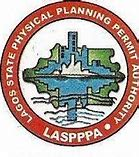 LAGOS STATE PHYSICAL PLANNING PERMIT AUTHORITY
LASPPPA